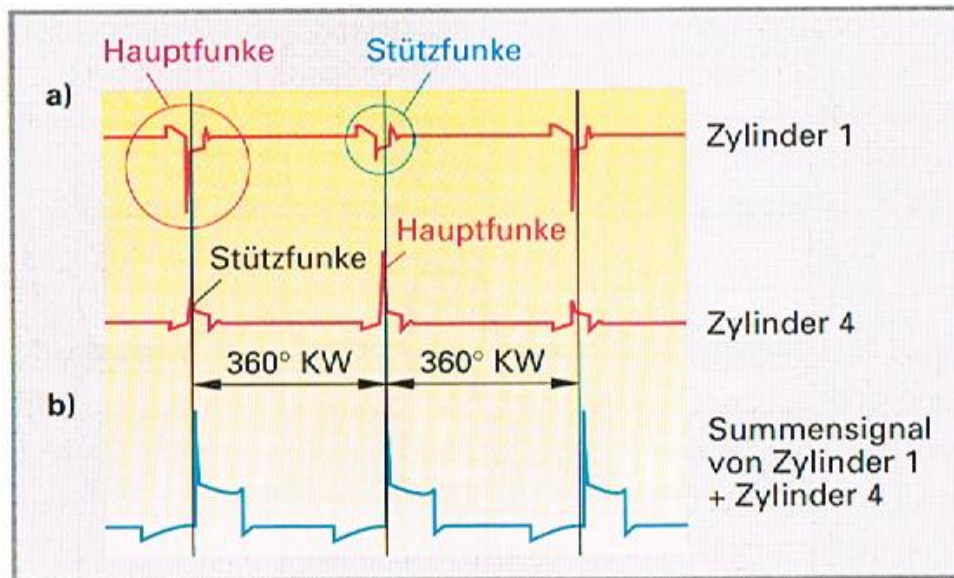 Hauptfunke
Stützfunke
a)
Zylinder 1
Hauptfunke
Stützfunke
Zylinder 4
360° KW
360° KW
b)
Summensignal
von Zylinder 1
+ Zylinder 4